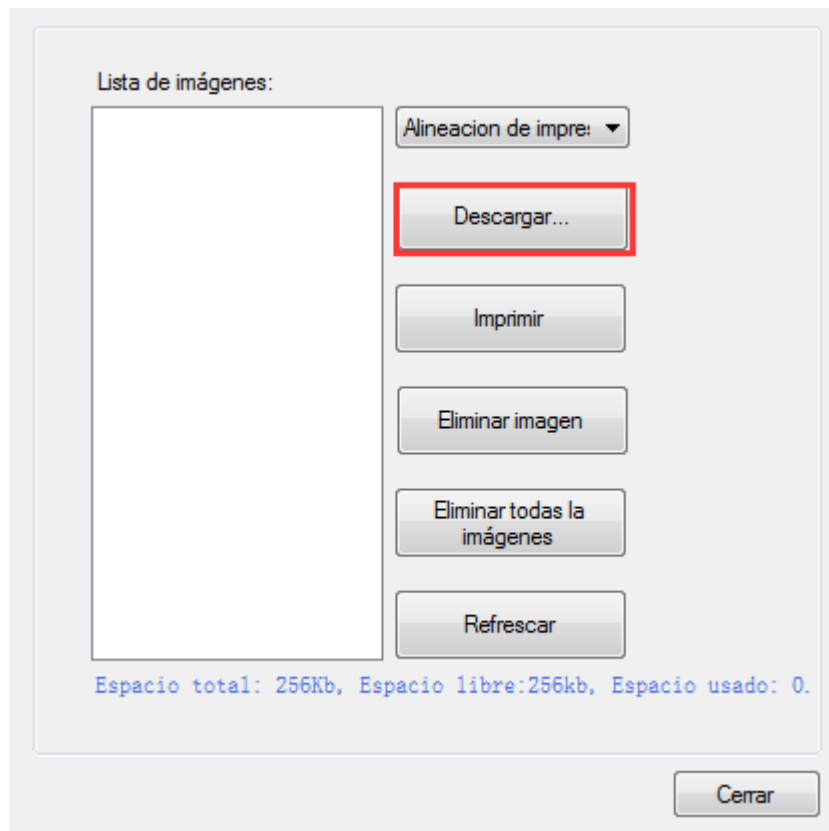 Lista de imágenes:
Alineacion de impre
Descargar...
Imprimir
Eliminar imagen
Eliminar todas la
imágenes
Refrescar
Espacio total: 256Kb, Espacio libre:256kb, Espacio usado: 0.
Cerrar